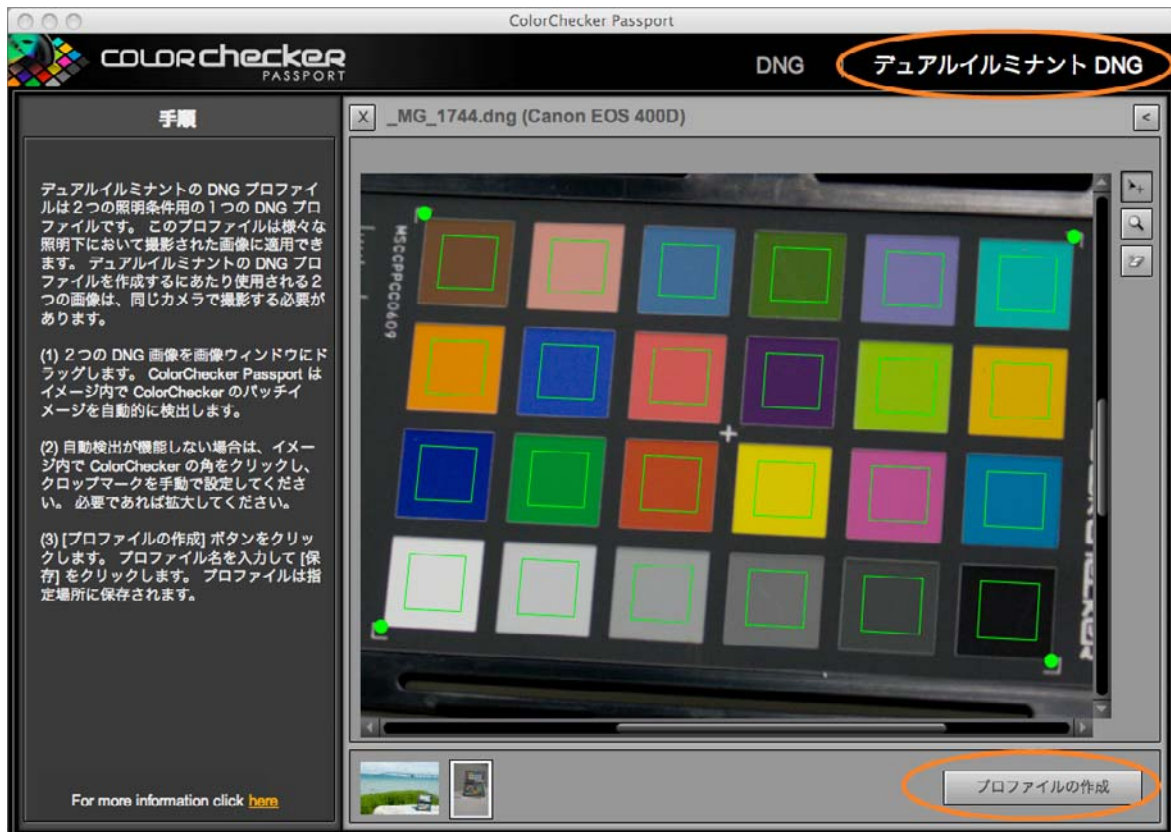 ColorChecker Passport
COLORchecker
PASSPORT
DNG
デュアルイルミナント DNG
手順
X
_MG_1744.dng (Canon EOS 400D)
<
デュアルイルミナントの DNG プロファイ
ルは２つの照明条件用の１つの DNG プロ
ファイルです。 このプロファイルは様々な
照明下において撮影された画像に適用でき
ます。 デュアルイルミナントの DNG プロ
ファイルを作成するにあたり使用される２
つの画像は、同じカメラで撮影する必要が
あります。
(1) ２つの DNG 画像を画像ウィンドウにド
ラッグします。 ColorChecker Passport は
イメージ内で ColorChecker のパッチイ
メージを自動的に検出します。
(2) 自動検出が機能しない場合は、イメー
ジ内で ColorChecker の角をクリックし、
クロップマークを手動で設定してくださ
い。 必要であれば拡大してください。
(3) [プロファイルの作成] ボタンをクリッ
クします。 プロファイル名を入力して [保
存] をクリックします。 プロファイルは指
定場所に保存されます。
For more information click here
MSCCPPCC0609
プロファイルの作成